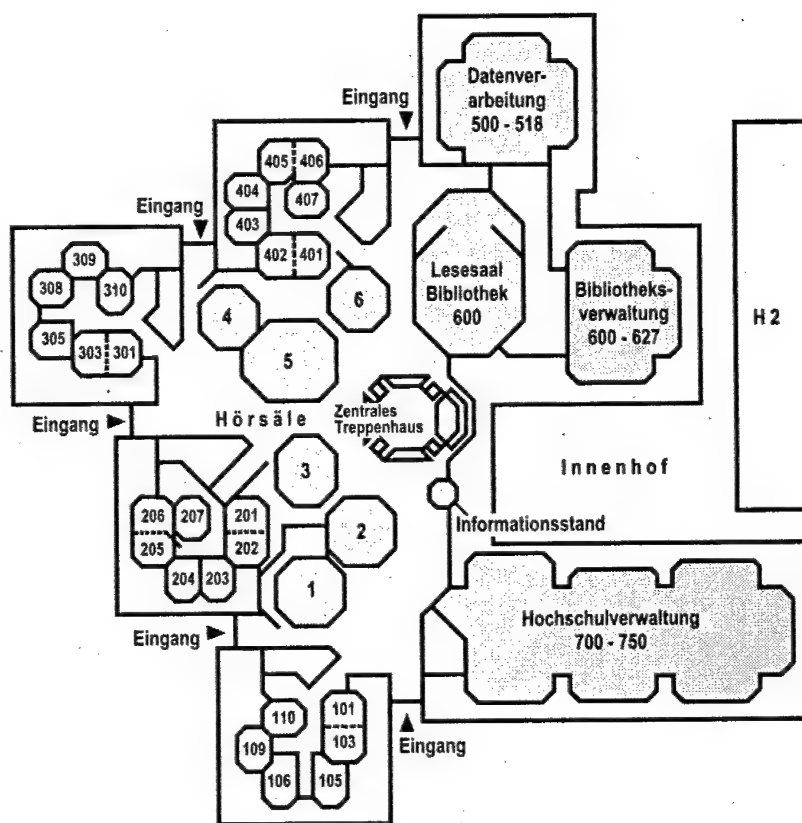 Datenver-
arbeitung
500 - 518
Eingang
405 406
404
407
403
402 401
Eingang
309
308
310
305
303 301
6
4
5
Lesesaal
Bibliothek
600
Bibliotheks-
verwaltung
600 - 627
H 2
Eingang
Hörsäle
Zentrales
Treppenhaus
Innenhof
3
206
207
201
205
202
204 203
2
1
Informationsstand
Hochschulverwaltung
700 - 750
Eingang
110
101
109
103
106
105
Eingang